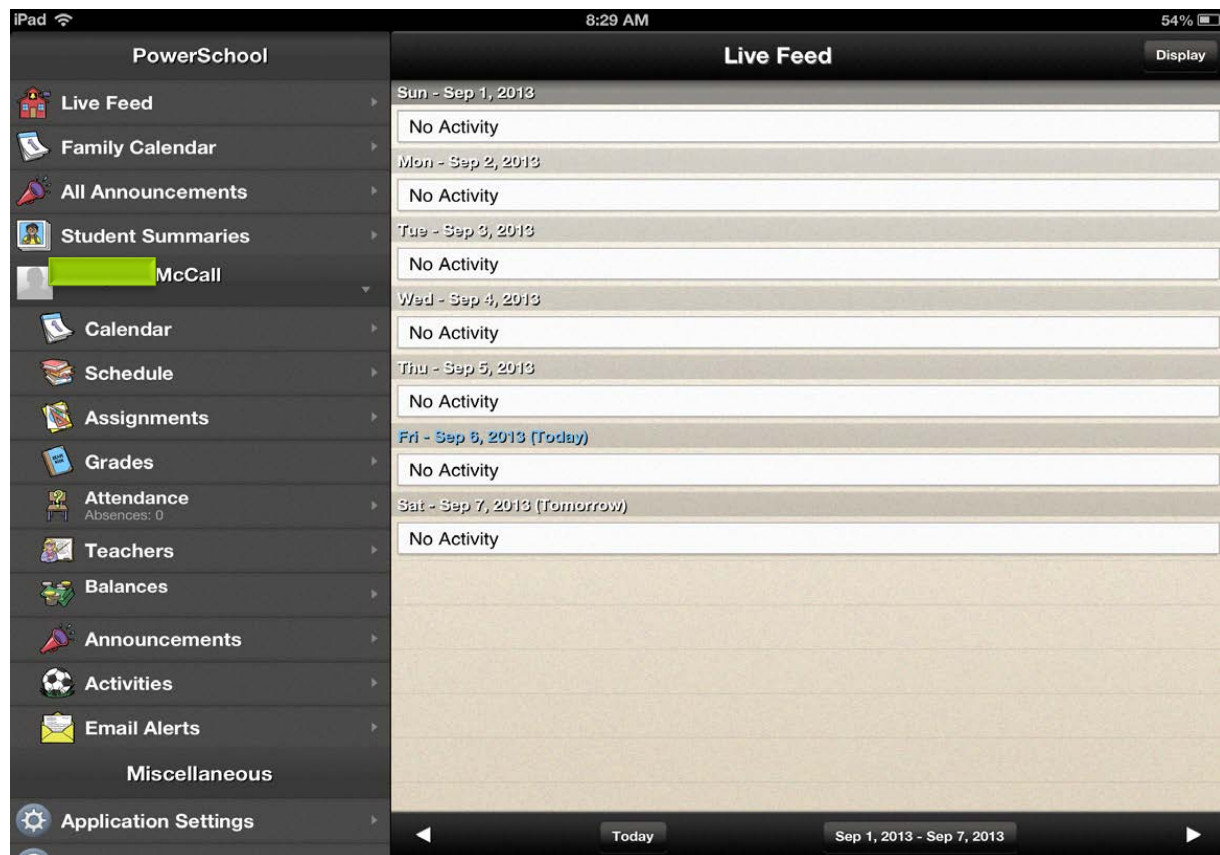 iPad 8:29 AM 54%
PowerSchool
Live Feed
Family Calendar
All Announcements
Student Summaries
McCall
Calendar
Schedule
Assignments
Grades
Attendance
Absences: 0
Teachers
Balances
Announcements
Activities
Email Alerts
Miscellaneous
Application Settings
Live Feed
Display
Sun - Sep 1, 2013
No Activity
Mon - Sep 2, 2013
No Activity
Tue - Sep 3, 2013
No Activity
Wed - Sep 4, 2013
No Activity
Thu - Sep 5, 2013
No Activity
Fri - Sep 6, 2013 (Today)
No Activity
Sat - Sep 7, 2013 (Tomorrow)
No Activity
Today
Sep 1, 2013 - Sep 7, 2013